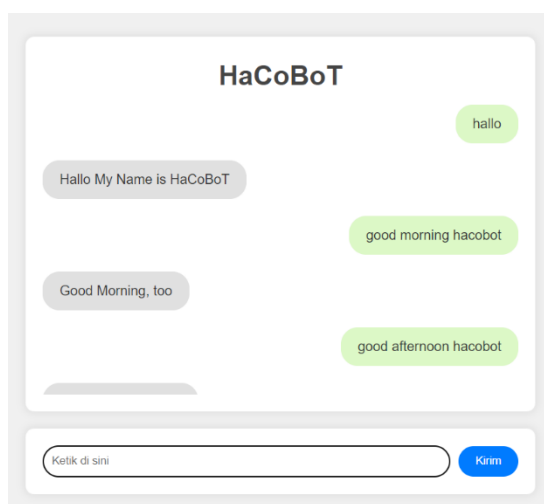 HaCoBoT
hallo
Hallo My Name is HaCoBoT
good morning hacobot
Good Morning, too
good afternoon hacobot
Ketik di sini
Kirim